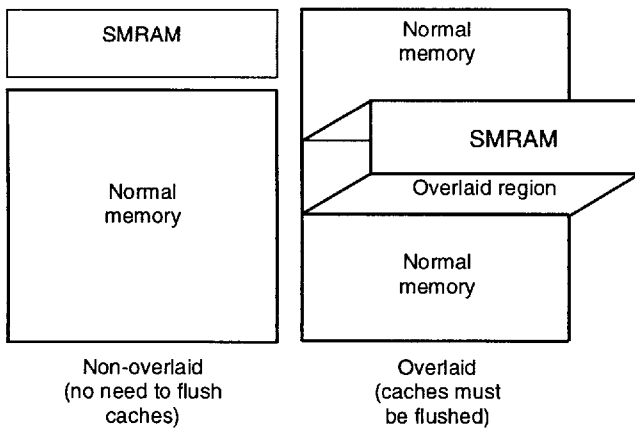 SMRAM
Normal
memory
Non-overlaid
(no need to flush
caches)
Normal
memory
SMRAM
Overlaid region
Normal
memory
Overlaid
(caches must
be flushed)